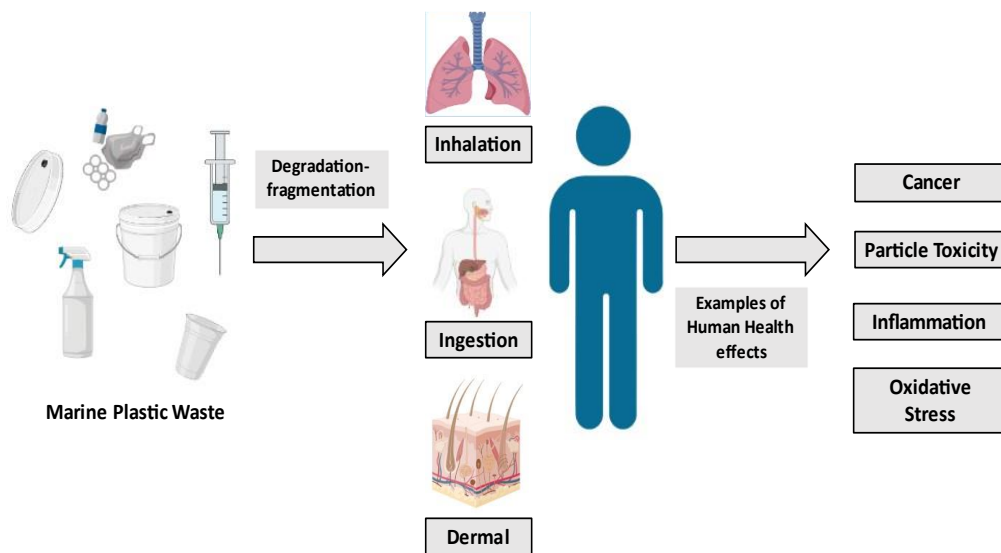 Inhalation
Degradation-
fragmentation
Cancer
Particle Toxicity
Examples of
Human Health
effects
Ingestion
Inflammation
Oxidative
Stress
Marine Plastic Waste
Dermal